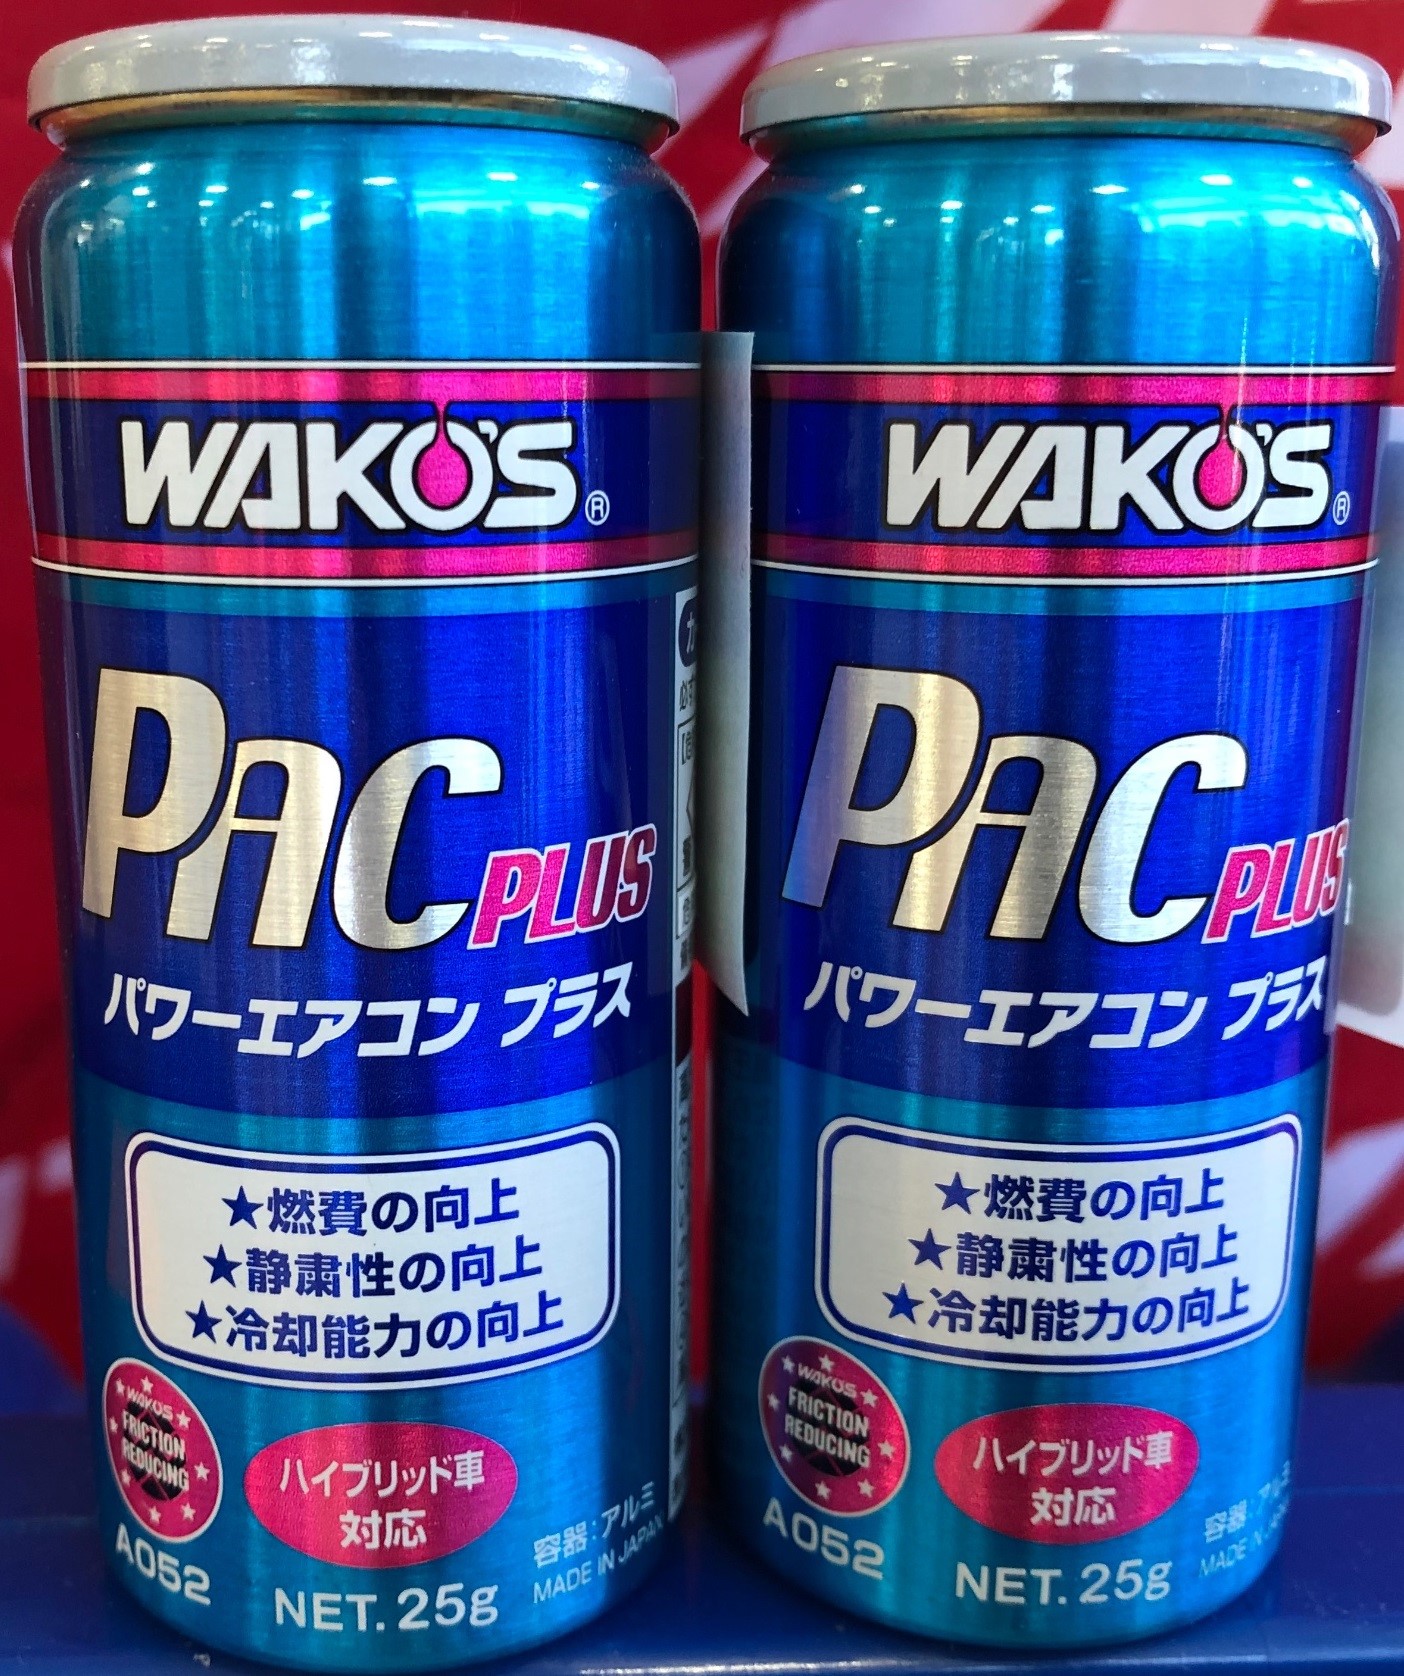 WAKO'S®
PAC PLUS
パワーエアコン プラス
★燃費の向上
★静粛性の向上
★冷却能力の向上
WAKO'S
FRICTION
REDUCING
A052
ハイブリッド車
対応
NET. 25g
容器:アルミ
MADE IN JAPAN
WAKO'S®
PAC PLUS
パワーエアコン プラス
★燃費の向上
★静粛性の向上
★冷却能力の向上
WAKO'S
FRICTION
REDUCING
A052
ハイブリッド車
対応
NET. 25g
容器:
MADE IN